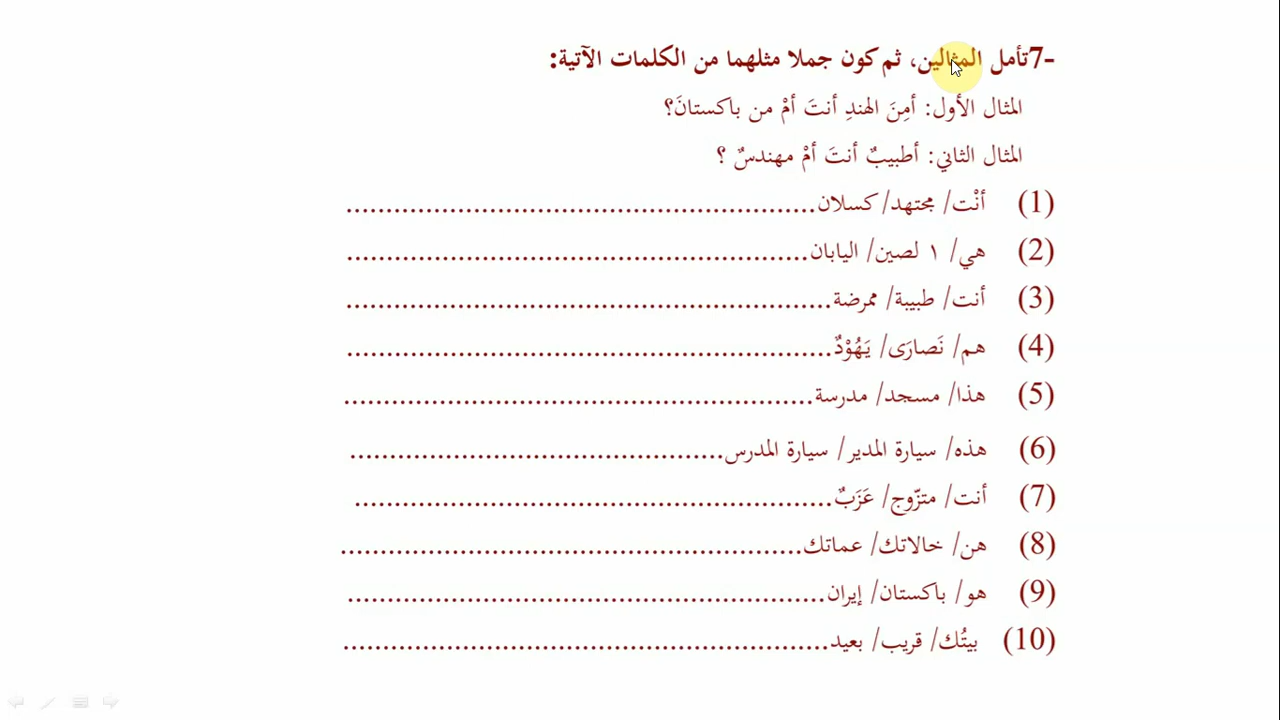 7- تأمل المثالين، ثم كون جملا مثلهما من الكلمات الآتية:
المثال الأول: أمِنَ الهندِ أنتَ أمْ من باكستانَ؟
المثال الثاني: أطبيبٌ أنتَ أمْ مهندسٌ ؟
(1) أنْت/ مجتهد/ كسلان............................................................
(2) هي/ ١ لصين/ اليابان............................................................
(3) أنت/ طبيبة/ ممرضة............................................................
(4) هم/ نَصارَى/ يَهُوْدٌ............................................................
(5) هذا/ مسجد/ مدرسة............................................................
(6) هذه/ سيارة المدير/ سيارة المدرس................................................
(7) أنت/ متزّوج/ عَزَبٌ............................................................
(8) هن/ خالاتك/ عماتك............................................................
(9) هو/ باكستان/ إيران............................................................
(10) بيتُك/ قريب/ بعيد............................................................